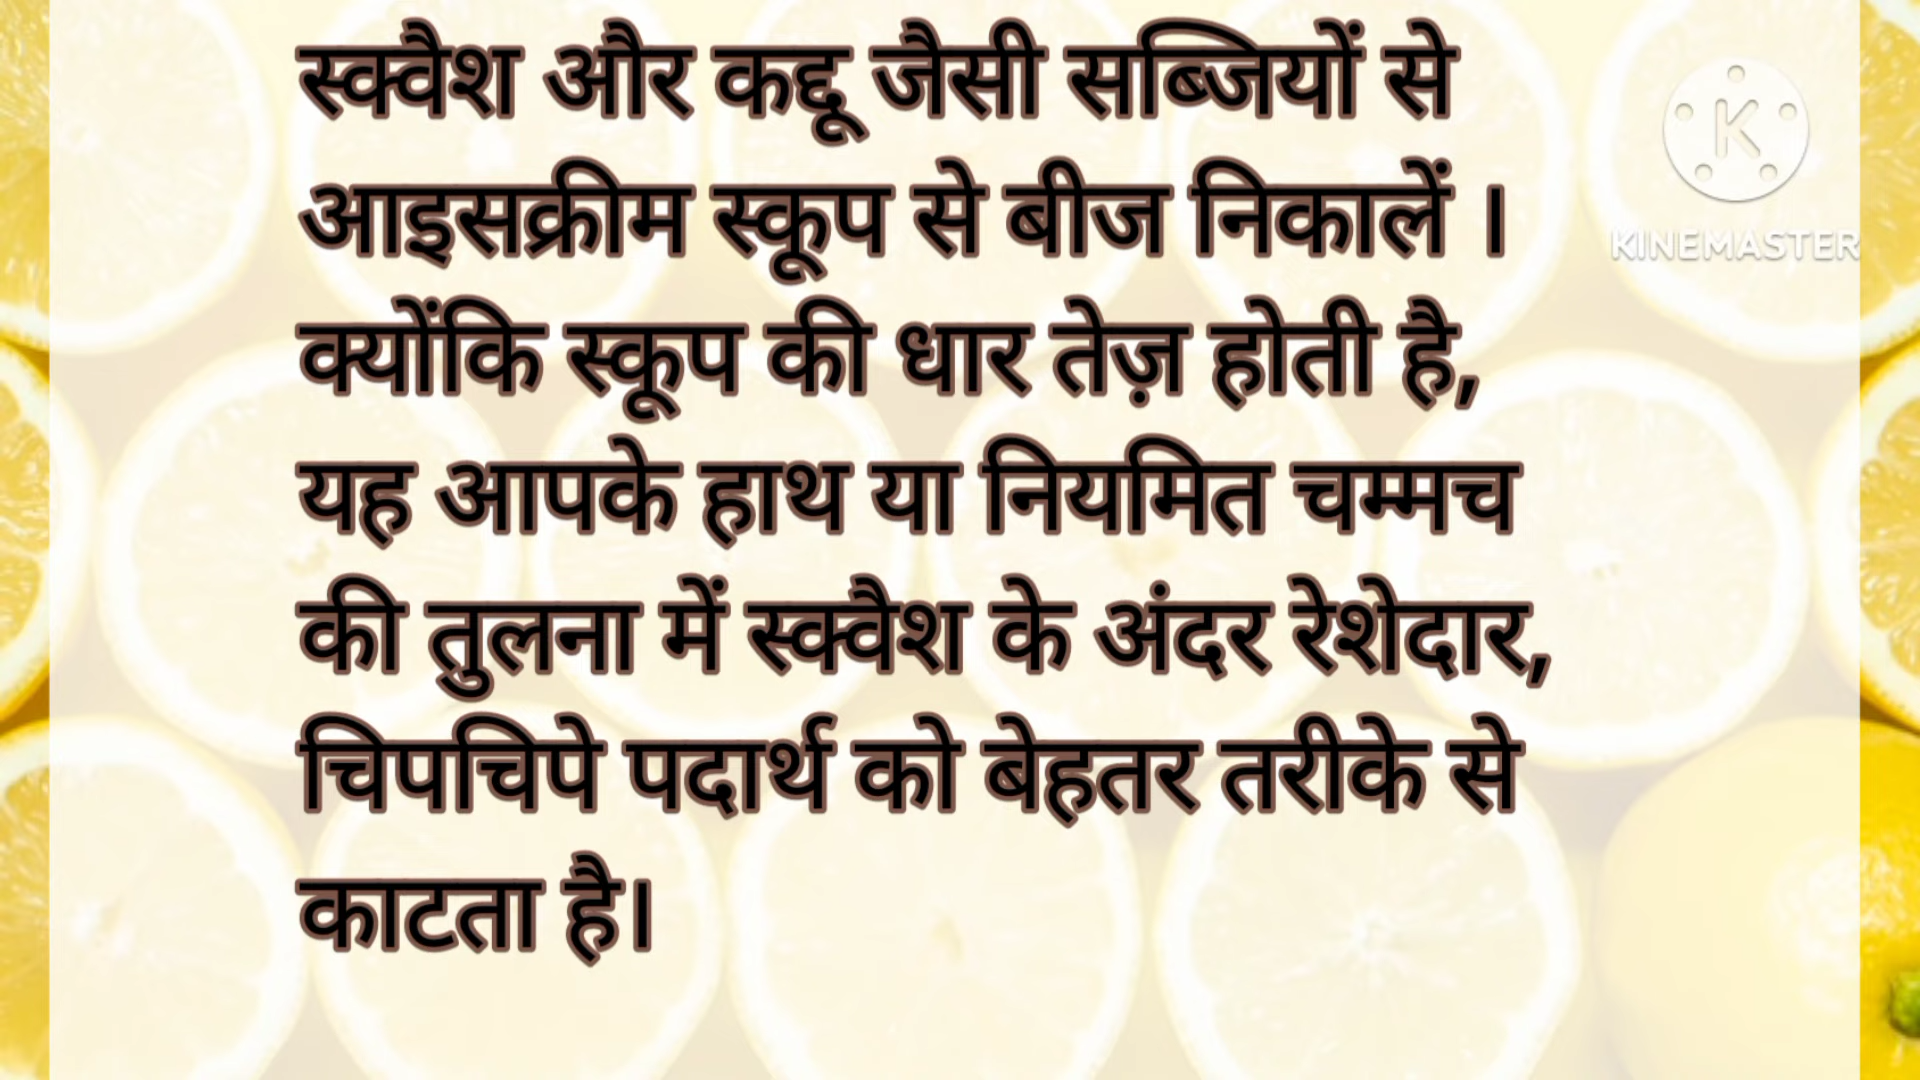 स्क्वैश और कद्दू जैसी सब्जियों से
आइसक्रीम स्कूप से बीज निकालें ।
क्योंकि स्कूप की धार तेज़ होती है,
यह आपके हाथ या नियमित चम्मच
की तुलना में स्क्वैश के अंदर रेशेदार,
चिपचिपे पदार्थ को बेहतर तरीके से
काटता है।
K
KINEMASTER